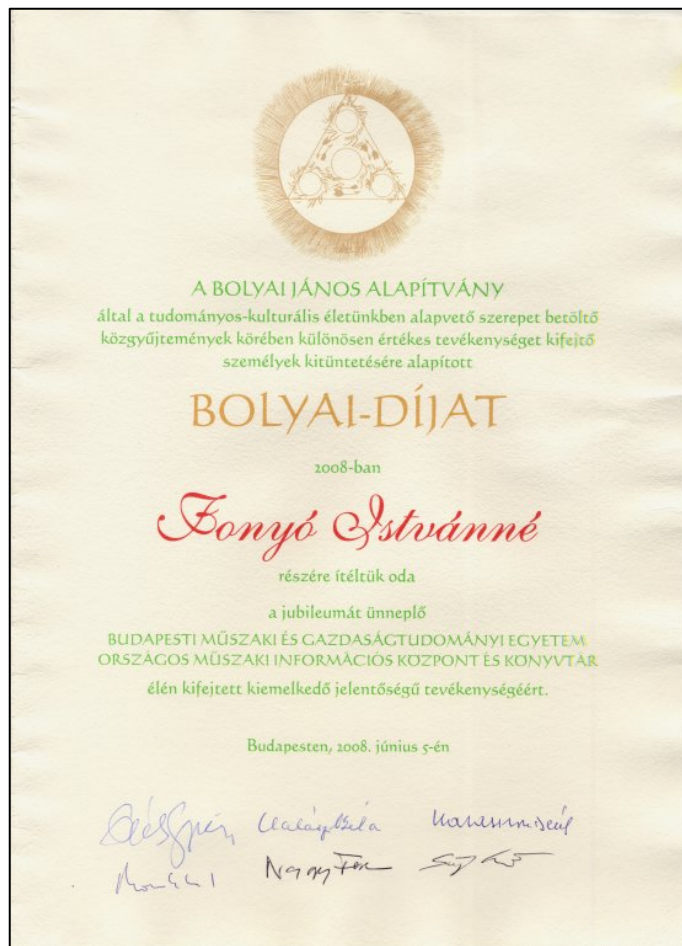 A BOLYAI JÁNOS ALAPÍTVÁNY
által a tudományos-kulturális életünkben alapvető szerepet betöltő
közgyűjtemények körében különösen értékes tevékenységet kifejtő
személyek kitüntetésére alapított
BOLYAI-DÍJAT
2008-ban
Fonyó Istvánné
részére ítéltük oda
a jubileumát ünneplő
BUDAPESTI MŰSZAKI ÉS GAZDASÁGTUDOMÁNYI EGYETEM
ORSZÁGOS MŰSZAKI INFORMÁCIÓS KÖZPONT ÉS KÖNYVTÁR
élén kifejtett kiemelkedő jelentőségű tevékenységéért.
Budapesten, 2008. június 5-én
Nagy Fer